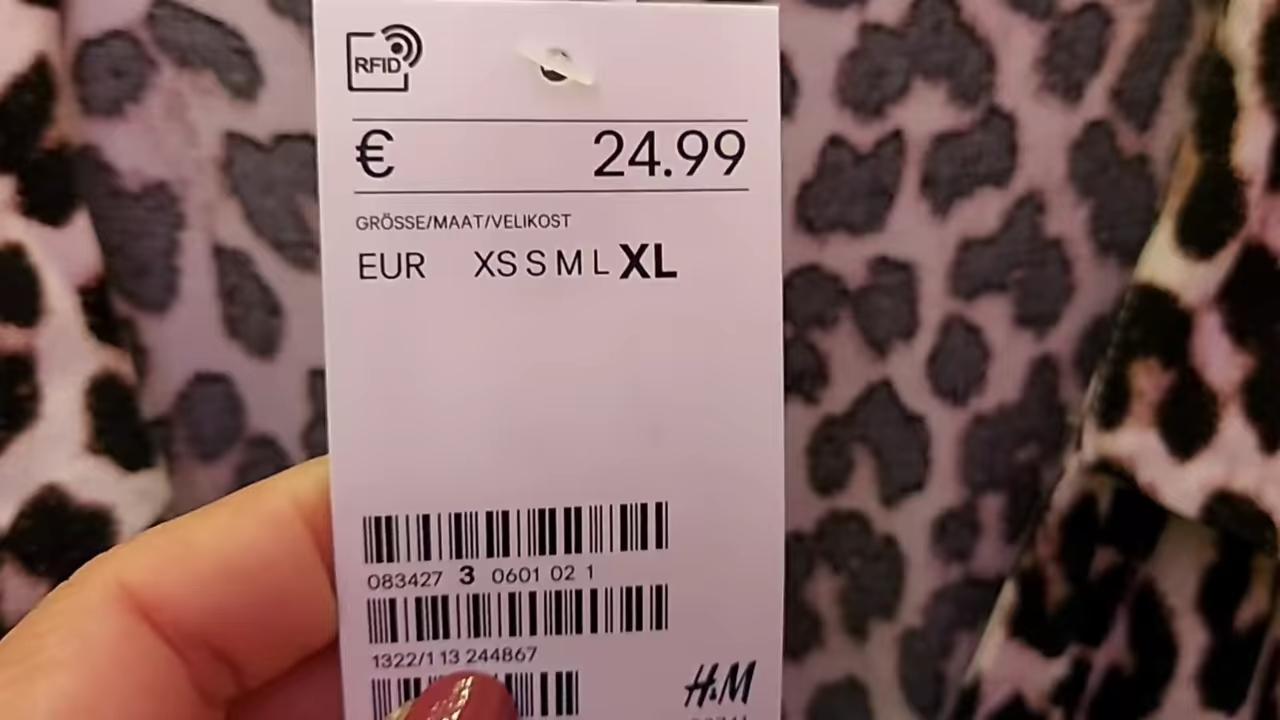 RFID
€ 24.99
GRÖSSE/MAAT/VELIKOST
EUR XS S M L XL
083427 3 0601 02 1
1322/1 13 244867
H&M